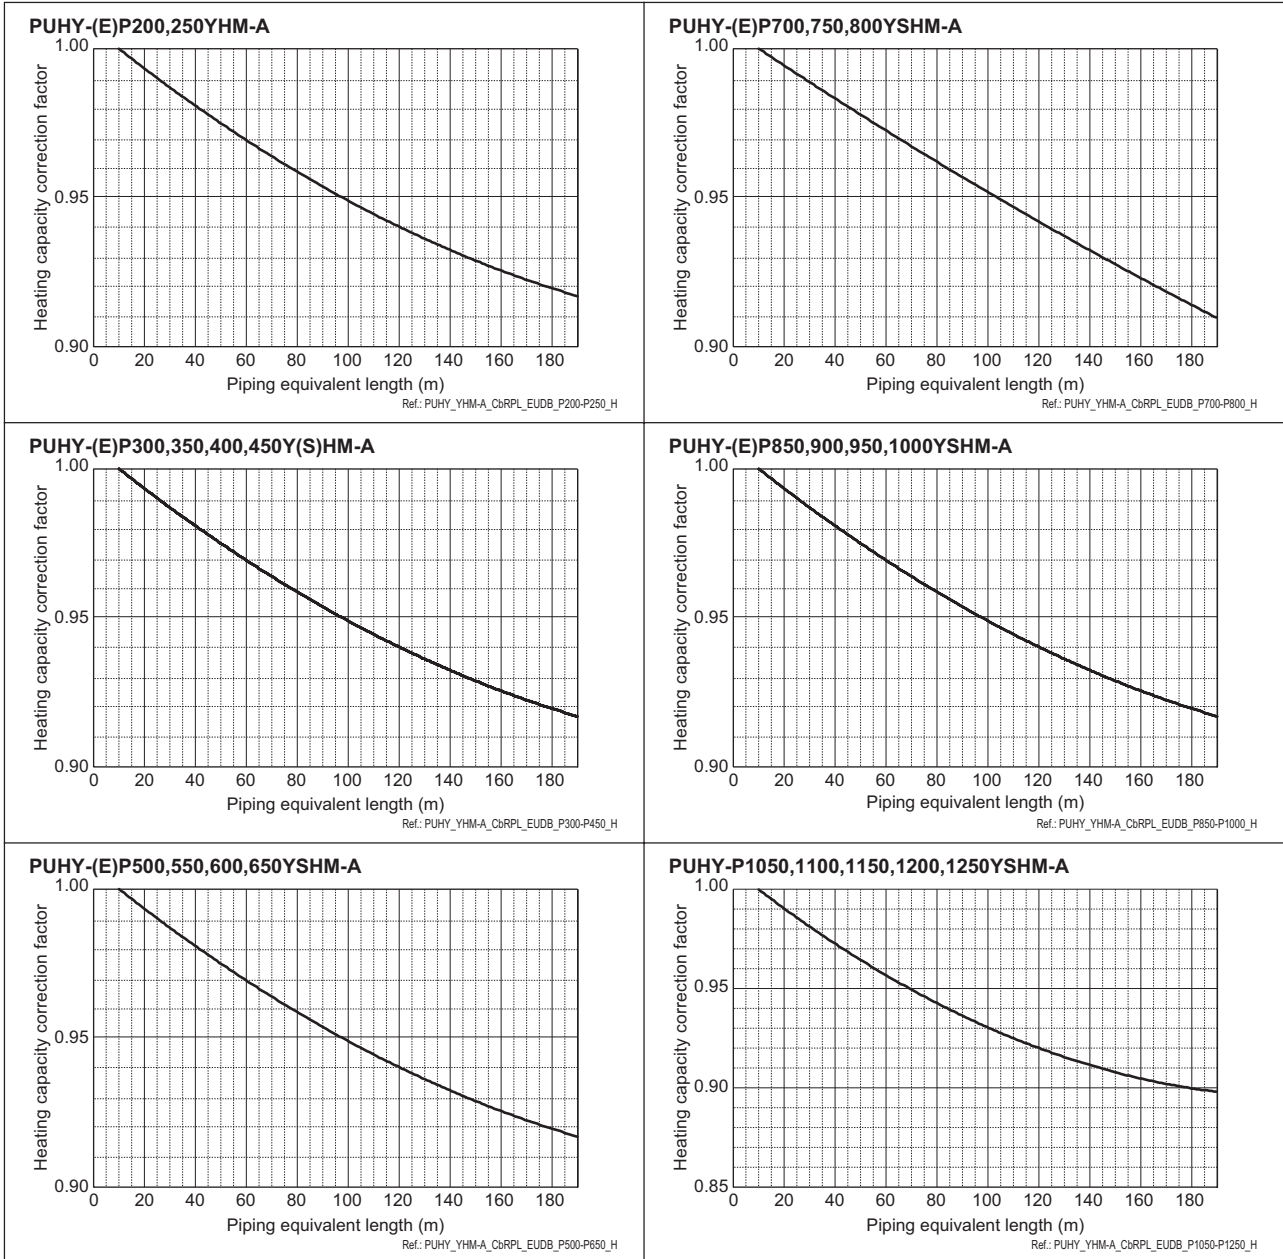 PUHY-(E)P200,250YHM-A
Heating capacity correction factor
1.00
0.95
0.90
0 20 40 60 80 100 120 140 160 180
Piping equivalent length (m)
Ref.: PUHY_YHM-A_CbRPL_EUDB_P200-P250_H
PUHY-(E)P700,750,800YSHM-A
Heating capacity correction factor
1.00
0.95
0.90
0 20 40 60 80 100 120 140 160 180
Piping equivalent length (m)
Ref.: PUHY_YHM-A_CbRPL_EUDB_P700-P800_H
PUHY-(E)P300,350,400,450Y(S)HM-A
Heating capacity correction factor
1.00
0.95
0.90
0 20 40 60 80 100 120 140 160 180
Piping equivalent length (m)
Ref.: PUHY_YHM-A_CbRPL_EUDB_P300-P450_H
PUHY-(E)P850,900,950,1000YSHM-A
Heating capacity correction factor
1.00
0.95
0.90
0 20 40 60 80 100 120 140 160 180
Piping equivalent length (m)
Ref.: PUHY_YHM-A_CbRPL_EUDB_P850-P1000_H
PUHY-(E)P500,550,600,650YSHM-A
Heating capacity correction factor
1.00
0.95
0.90
0 20 40 60 80 100 120 140 160 180
Piping equivalent length (m)
Ref.: PUHY_YHM-A_CbRPL_EUDB_P500-P650_H
PUHY-P1050,1100,1150,1200,1250YSHM-A
Heating capacity correction factor
1.00
0.95
0.90
0.85
0 20 40 60 80 100 120 140 160 180
Piping equivalent length (m)
Ref.: PUHY_YHM-A_CbRPL_EUDB_P1050-P1250_H